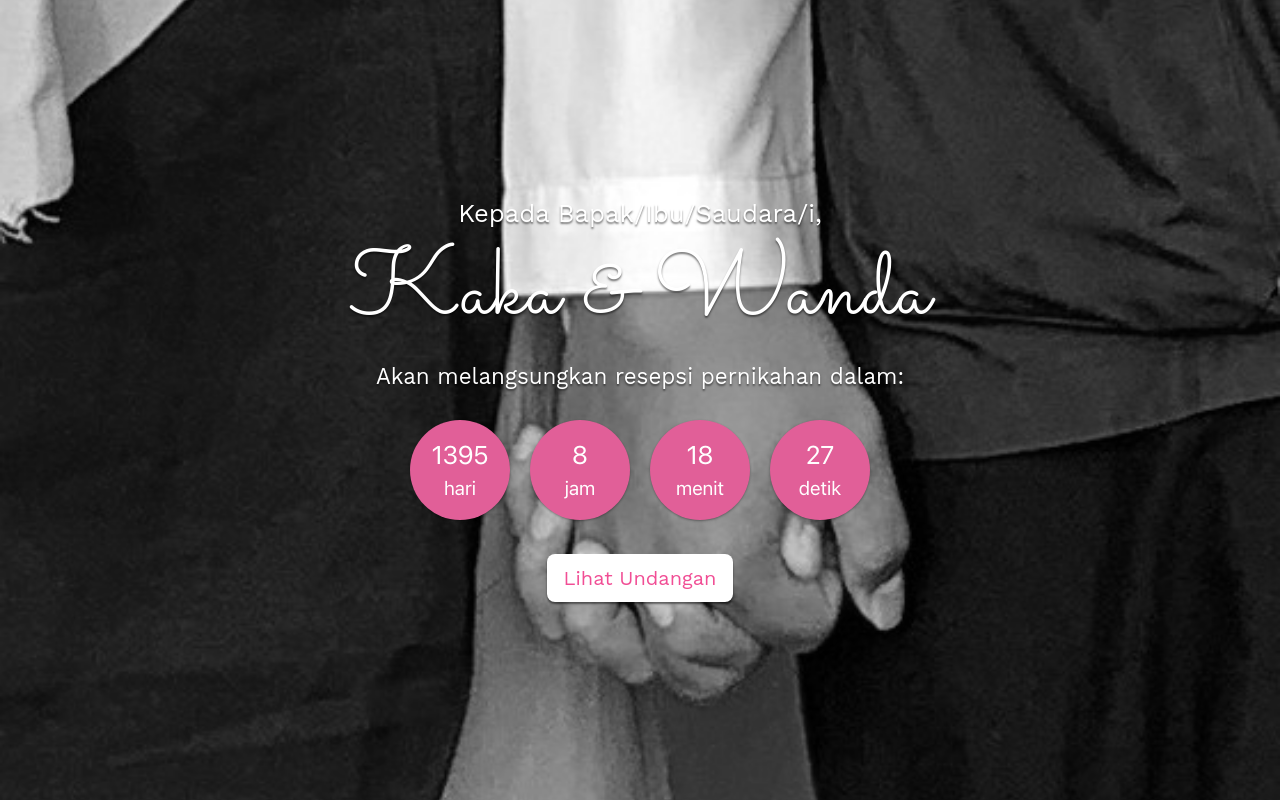 Kepada Bapak/Ibu/Saudara/i,
Kaka & Wanda
Akan melangsungkan resepsi pernikahan dalam:
1395 8 18 27
hari jam menit detik
Lihat Undangan